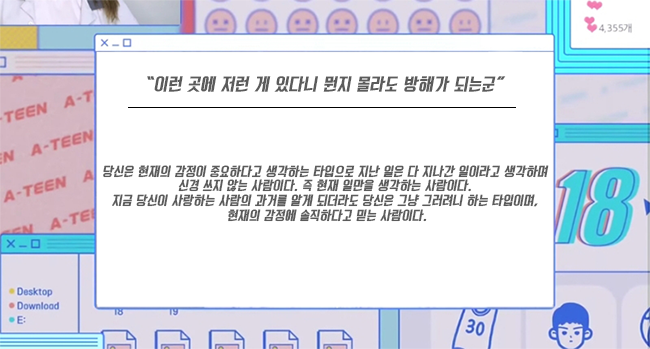 4,355개
“이런 곳에 저런 게 있다니 뭔지 몰라도 방해가 되는군”
A-TEEN
A-TEEN
A-TEEN
A-TEEN
A-TEEN
당신은 현재의 감정이 중요하다고 생각하는 타입으로 지난 일은 다 지나간 일이라고 생각하며
신경 쓰지 않는 사람이다. 즉 현재 일만을 생각하는 사람이다.
지금 당신이 사랑하는 사람의 과거를 알게 되더라도 당신은 그냥 그러려니 하는 타입이며,
현재의 감정에 솔직하다고 믿는 사람이다.
18
Desktop
Download
E:
18
19
30